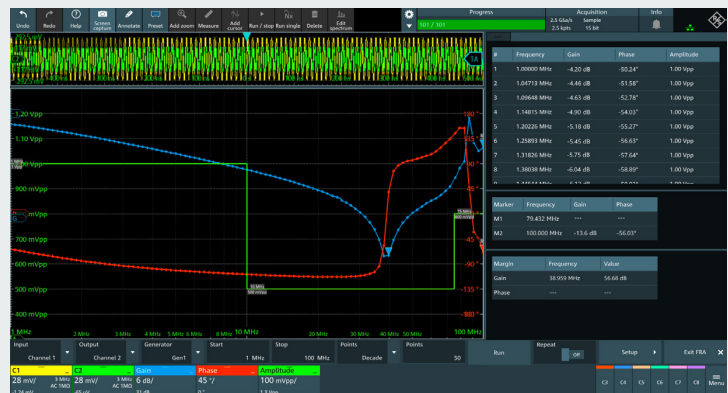 Undo Redo Help Screen capture Annotate Preset Add zoom Measure Add cursor Run / stop Run single Delete Edit spectrum
Progress
101 / 101
Acquisition
2.5 GSa/s Sample
2.5 kpts 15 bit
Info
TA
1.20 Vpp
1.10 Vpp
900 mVpp
mVpp
700 mVpp
600 mVpp
500 mVpp
400 mVpp
180 °
135
90 °
-45
-90 °
-135
1 MHz 2 MHz 3 MHz 4 MHz 5 MHz 6 MHz 8 MHz 10 MHz 20 MHz 30 MHz 40 MHz 50 MHz 100 MHz
# Frequency Gain Phase Amplitude
1 1.00000 MHz -4.20 dB -50.24° 1.00 Vpp
2 1.04713 MHz -4.46 dB -51.58° 1.00 Vpp
3 1.09648 MHz -4.63 dB -52.78° 1.00 Vpp
4 1.14815 MHz -4.90 dB -54.03° 1.00 Vpp
5 1.20226 MHz -5.18 dB -55.27° 1.00 Vpp
6 1.25893 MHz -5.45 dB -56.63° 1.00 Vpp
7 1.31826 MHz -5.75 dB -57.64° 1.00 Vpp
8 1.38038 MHz -6.04 dB -58.89° 1.00 Vpp
Marker Frequency Gain Phase
M1 79.432 MHz --- ---
M2 100.000 MHz -13.6 dB -56.03°
Margin Frequency Value
Gain 38.959 MHz 56.68 dB
Phase --- ---
Input Output Generator Start Stop Points Points Repeat
Channel 1 Channel 2 Gen1 1 MHz 100 MHz Decade 50 Run Off Setup Exit FRA X
C1 C2 Gain Phase Amplitude
28 mV/ 3 MHz AC 1MΩ 28 mV/ 3 MHz AC 1MΩ 6 dB/ 45 °/ 100 mVpp/
C3 C4 C5 C6 C7 C8 Menu